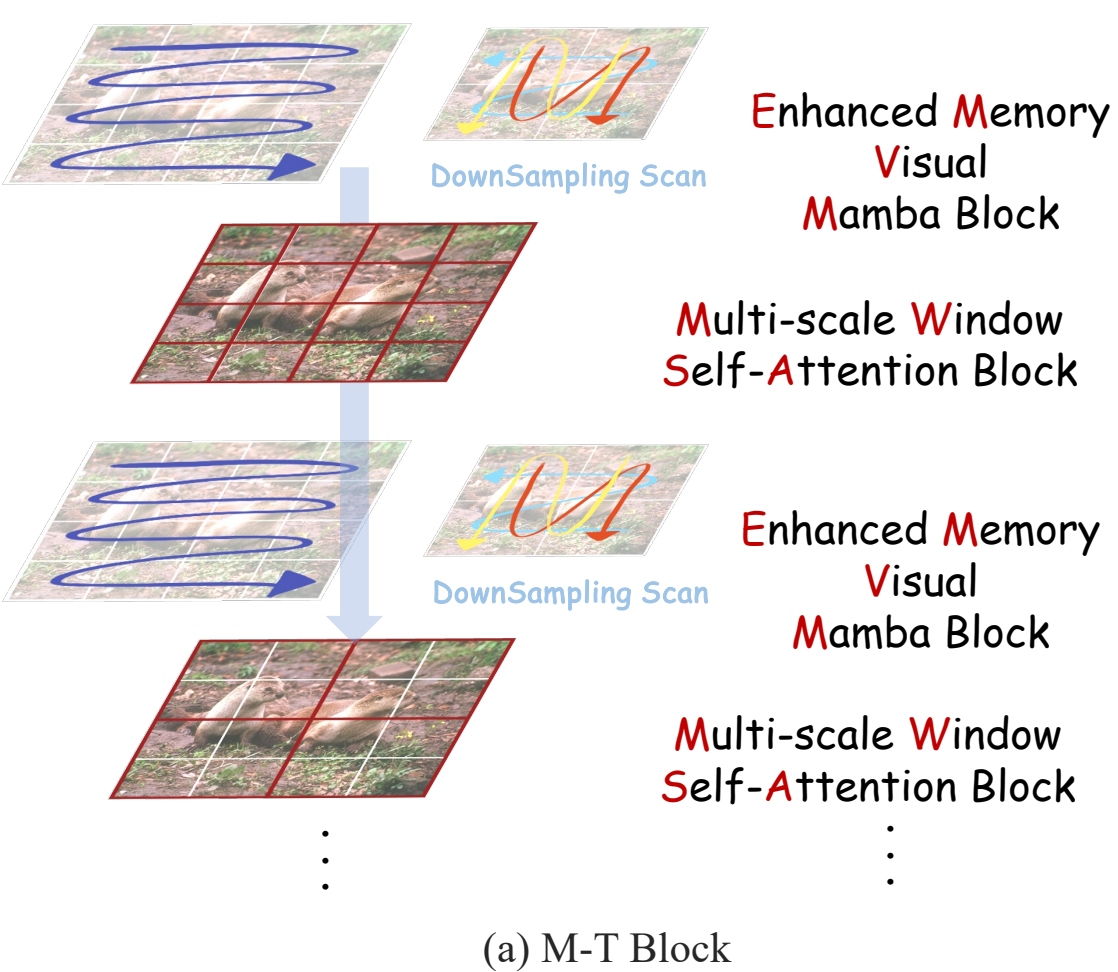 DownSampling Scan
Enhanced Memory
Visual
Mamba Block
Multi-scale Window
Self-Attention Block
DownSampling Scan
Enhanced Memory
Visual
Mamba Block
Multi-scale Window
Self-Attention Block
(a) M-T Block